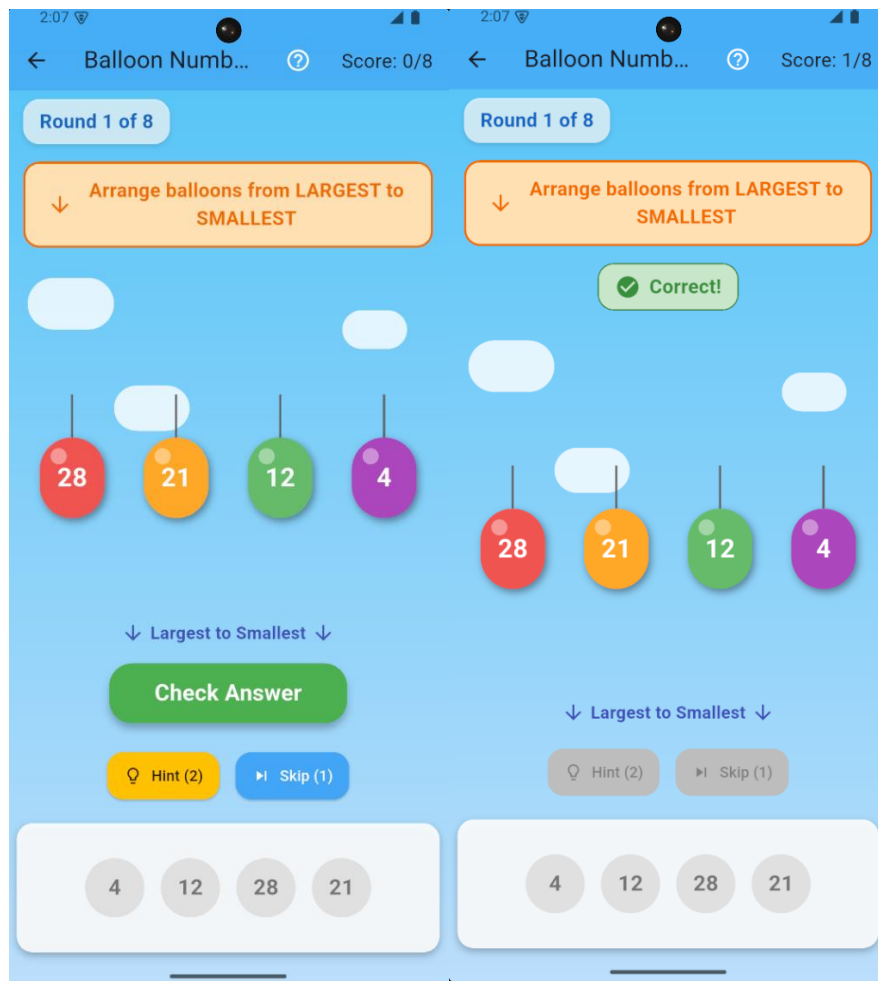 2:07
Balloon Numb...
Score: 0/8
Round 1 of 8
Arrange balloons from LARGEST to
SMALLEST
28 21 12 4
Largest to Smallest
Check Answer
Hint (2) Skip (1)
4 12 28 21
2:07
Balloon Numb...
Score: 1/8
Round 1 of 8
Arrange balloons from LARGEST to
SMALLEST
Correct!
28 21 12 4
Largest to Smallest
Hint (2) Skip (1)
4 12 28 21